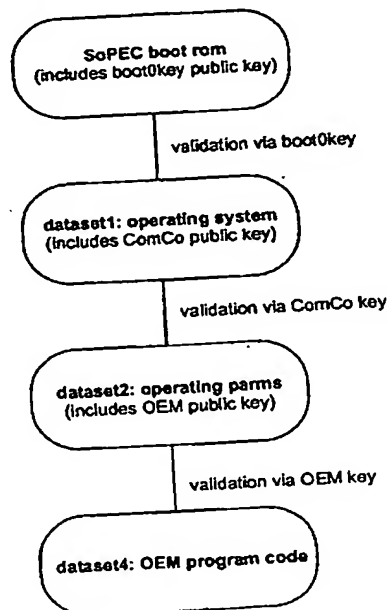 SoPEC boot rom
(includes boot0key public key)
validation via boot0key
dataset1: operating system
(includes ComCo public key)
validation via ComCo key
dataset2: operating parms
(includes OEM public key)
validation via OEM key
dataset4: OEM program code